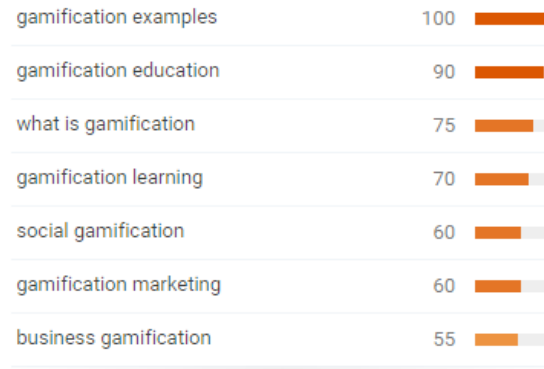 gamification examples 100
gamification education 90
what is gamification 75
gamification learning 70
social gamification 60
gamification marketing 60
business gamification 55